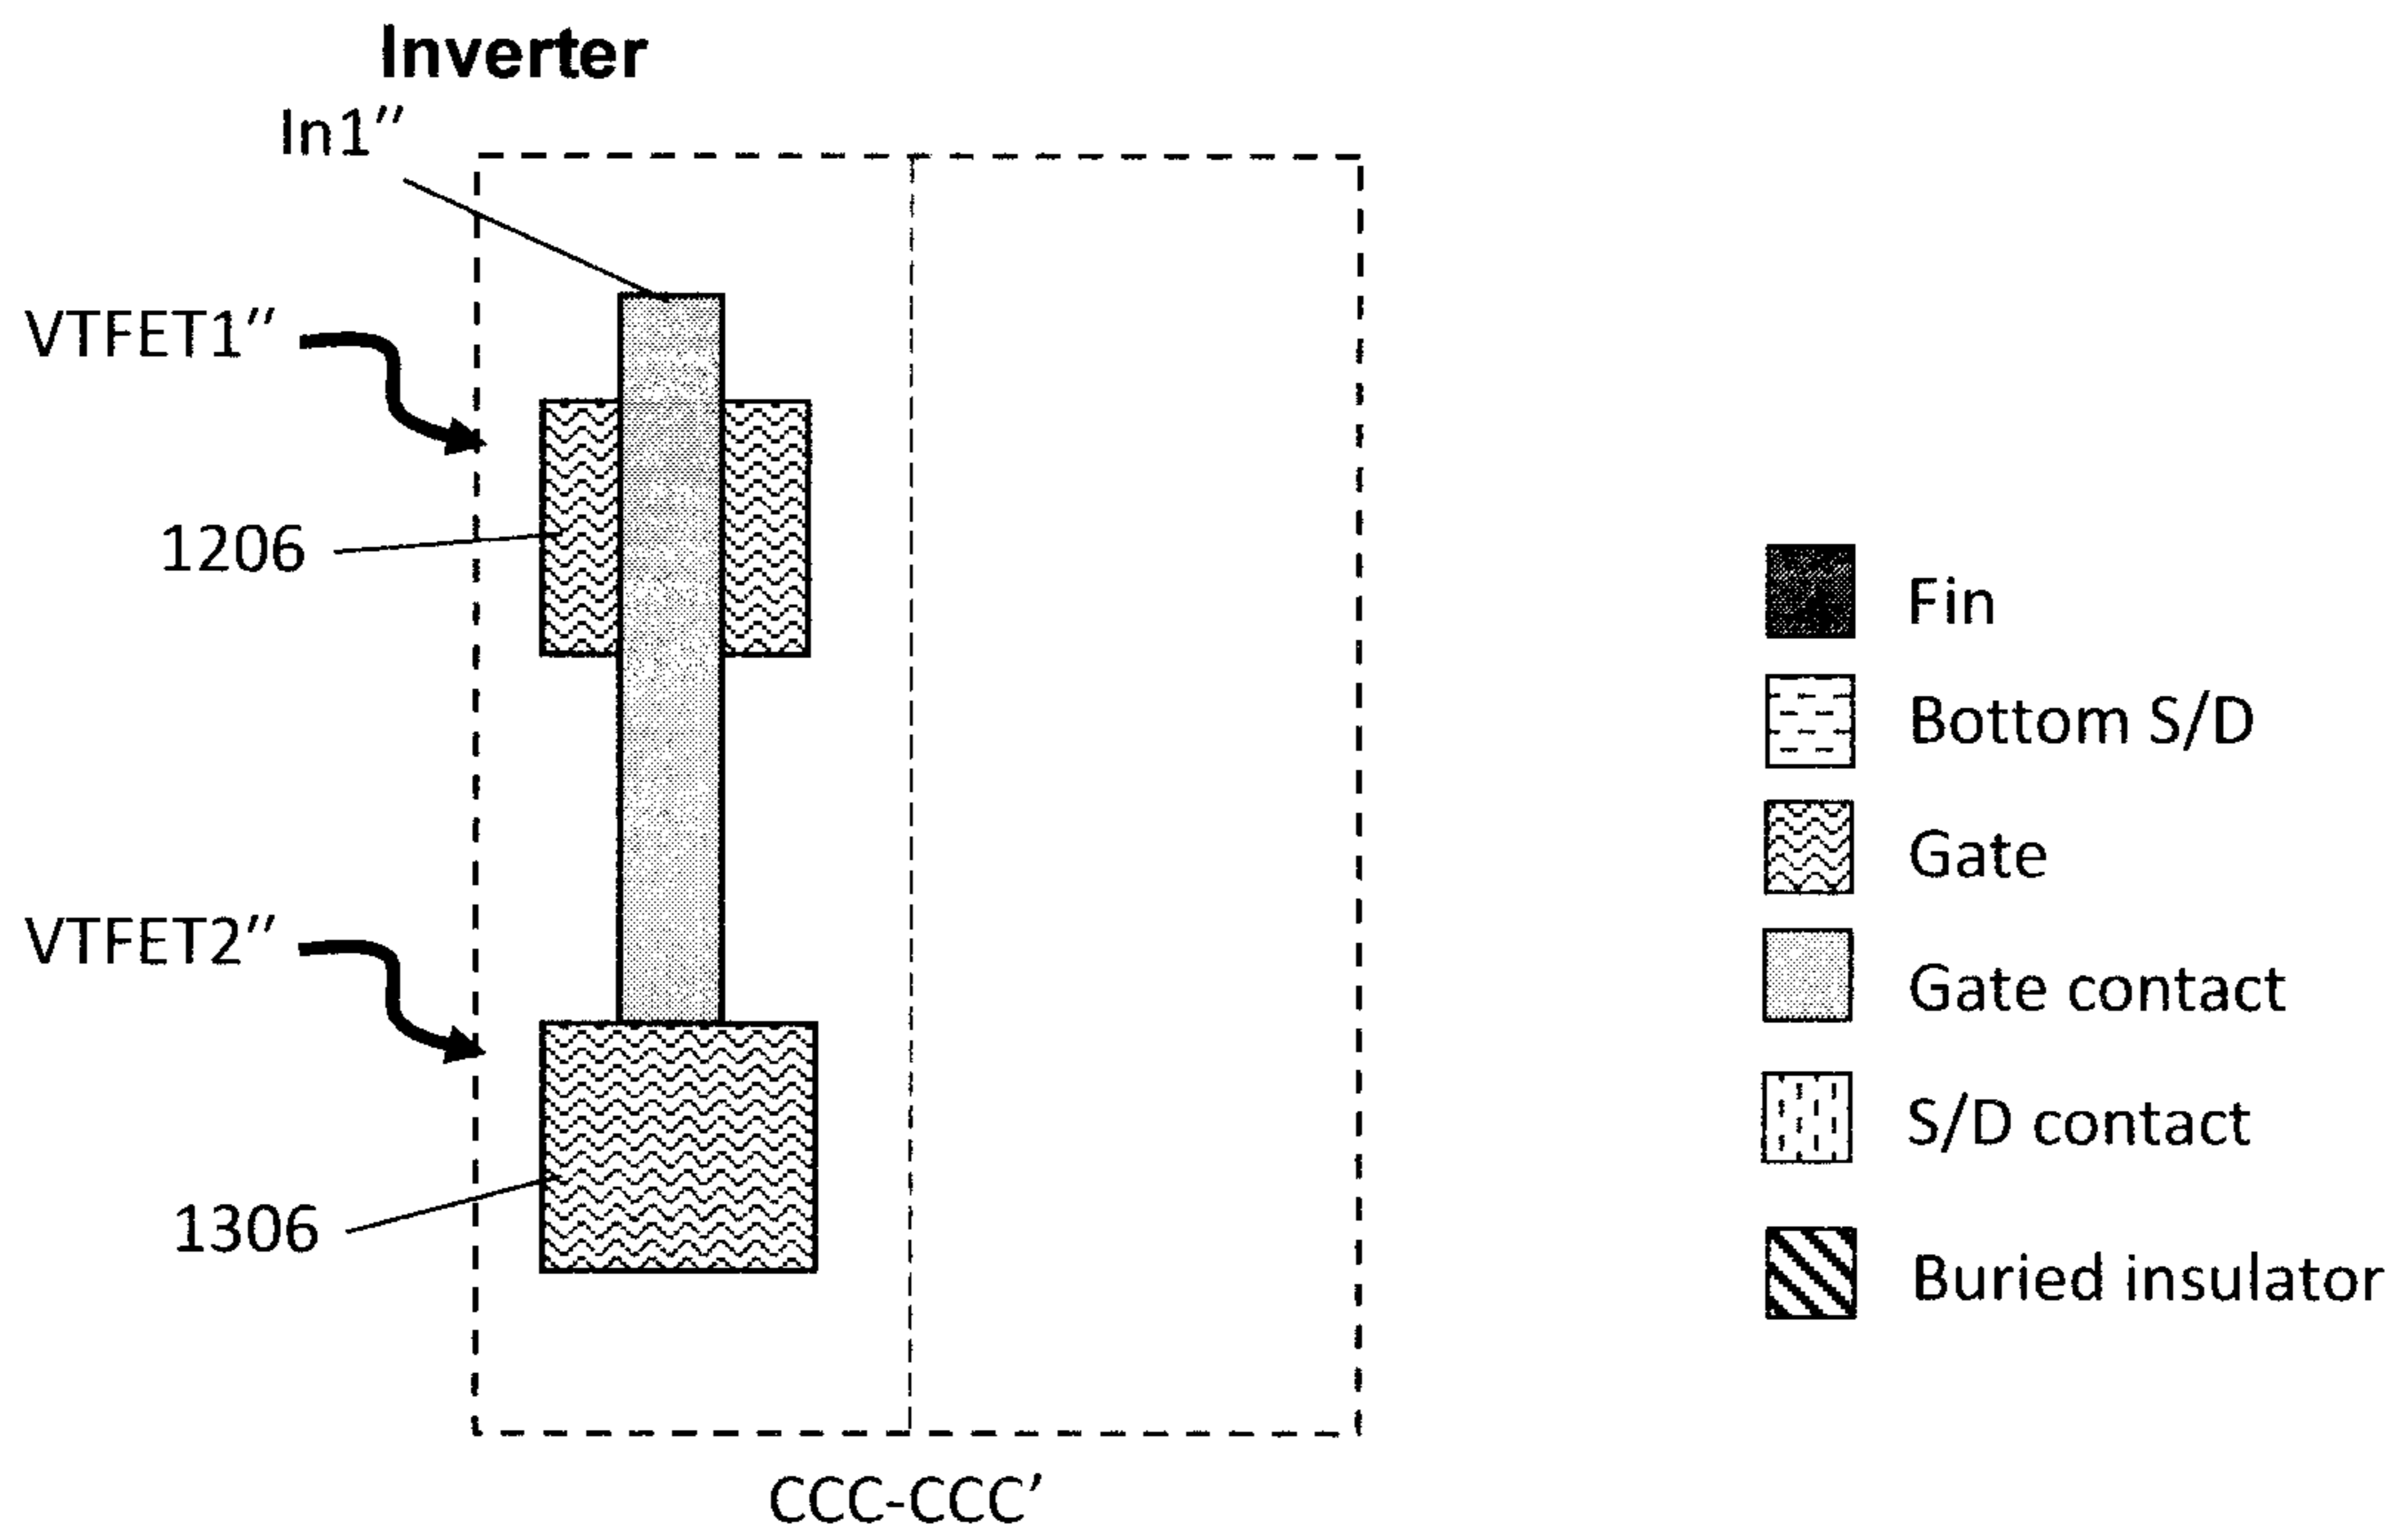 Inverter
In1′′
VTFET1′′
1206
VTFET2′′
1306
CCC-CCC′
Fin
Bottom S/D
Gate
Gate contact
S/D contact
Buried insulator